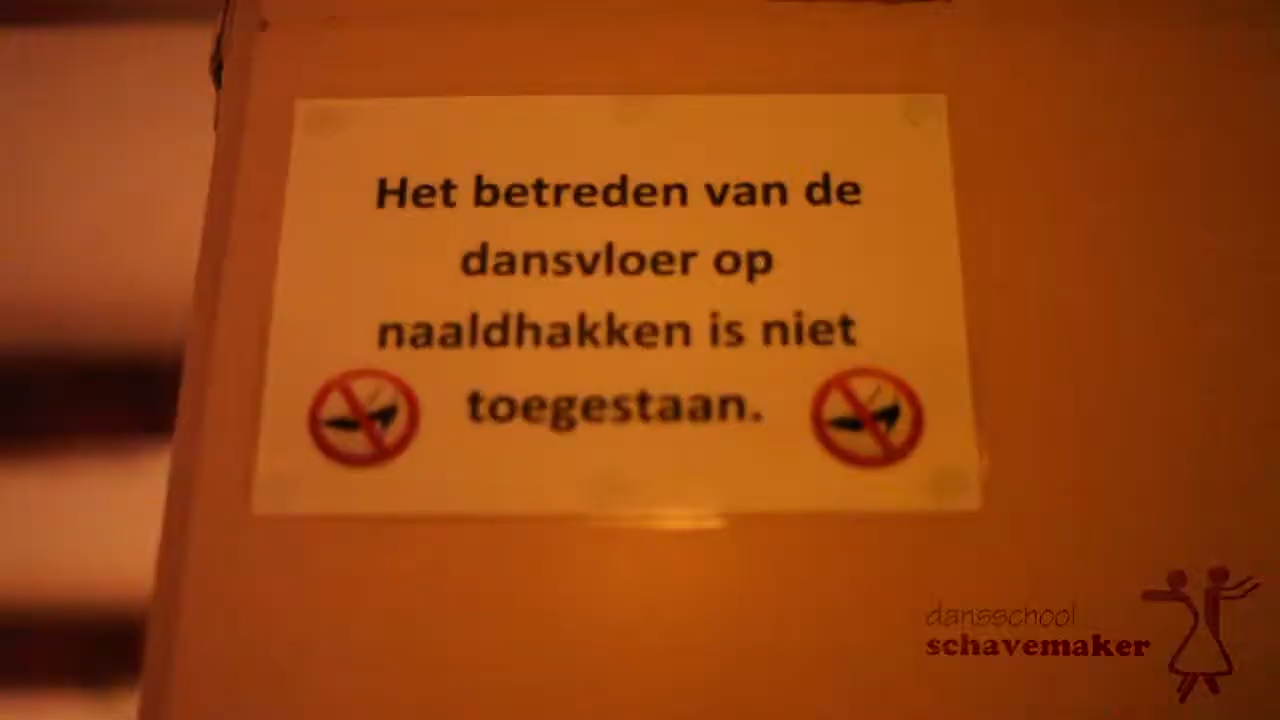 Het betreden van de
dansvloer op
naaldhakken is niet
toegestaan.
dansschool
schavemaker